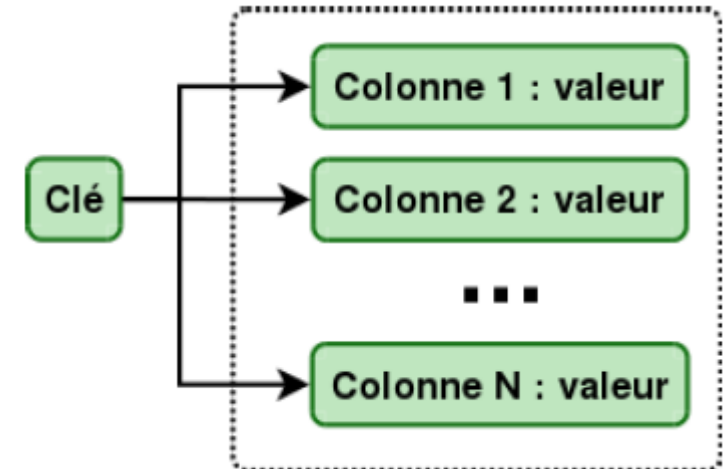 Clé
Colonne 1 : valeur
Colonne 2 : valeur
...
Colonne N : valeur